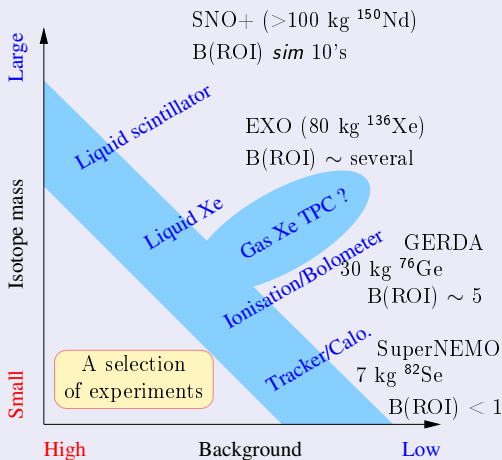 SNO+ (>100 kg ¹⁵⁰Nd)
B(ROI) sim 10's
Large
Liquid scintillator
EXO (80 kg ¹³⁶Xe)
B(ROI) ∼ several
Isotope mass
Liquid Xe
Gas Xe TPC ?
GERDA
30 kg ⁷⁶Ge
B(ROI) ∼ 5
Ionisation/Bolometer
Tracker/Calo.
SuperNEMO
7 kg ⁸²Se
B(ROI) < 1
A selection
of experiments
Small
High
Background
Low